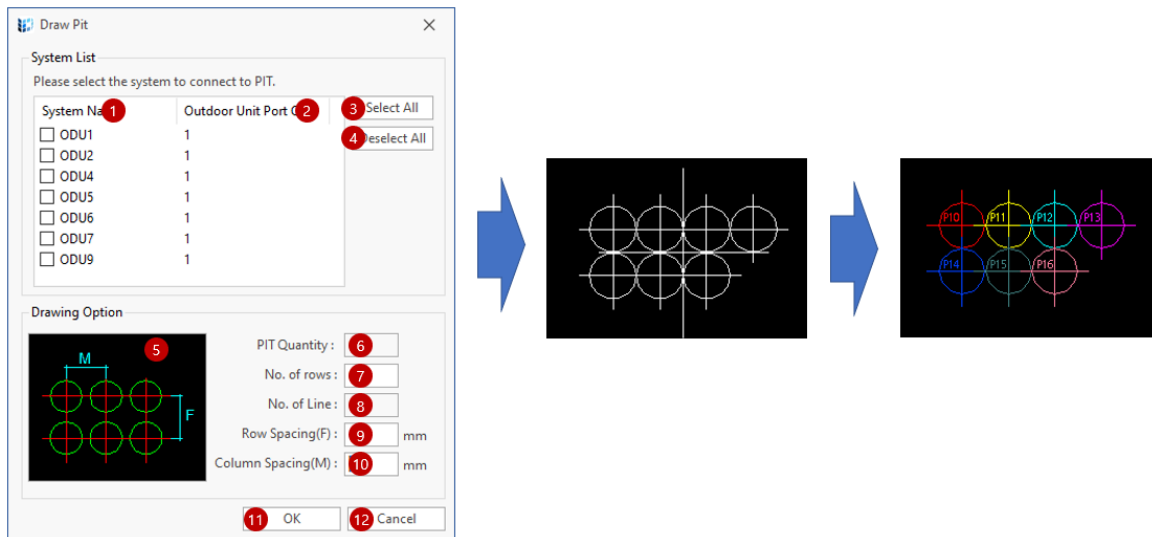 Draw Pit
System List
Please select the system to connect to PIT.
System Na 1 Outdoor Unit Port 2
3 Select All
4 Deselect All
ODU1 1
ODU2 1
ODU4 1
ODU5 1
ODU6 1
ODU7 1
ODU9 1
Drawing Option
5
M
F
PIT Quantity : 6
No. of rows : 7
No. of Line : 8
Row Spacing(F) : 9 mm
Column Spacing(M) : 10 mm
11 OK
12 Cancel
P10 P11 P12 P13
P14 P15 P16